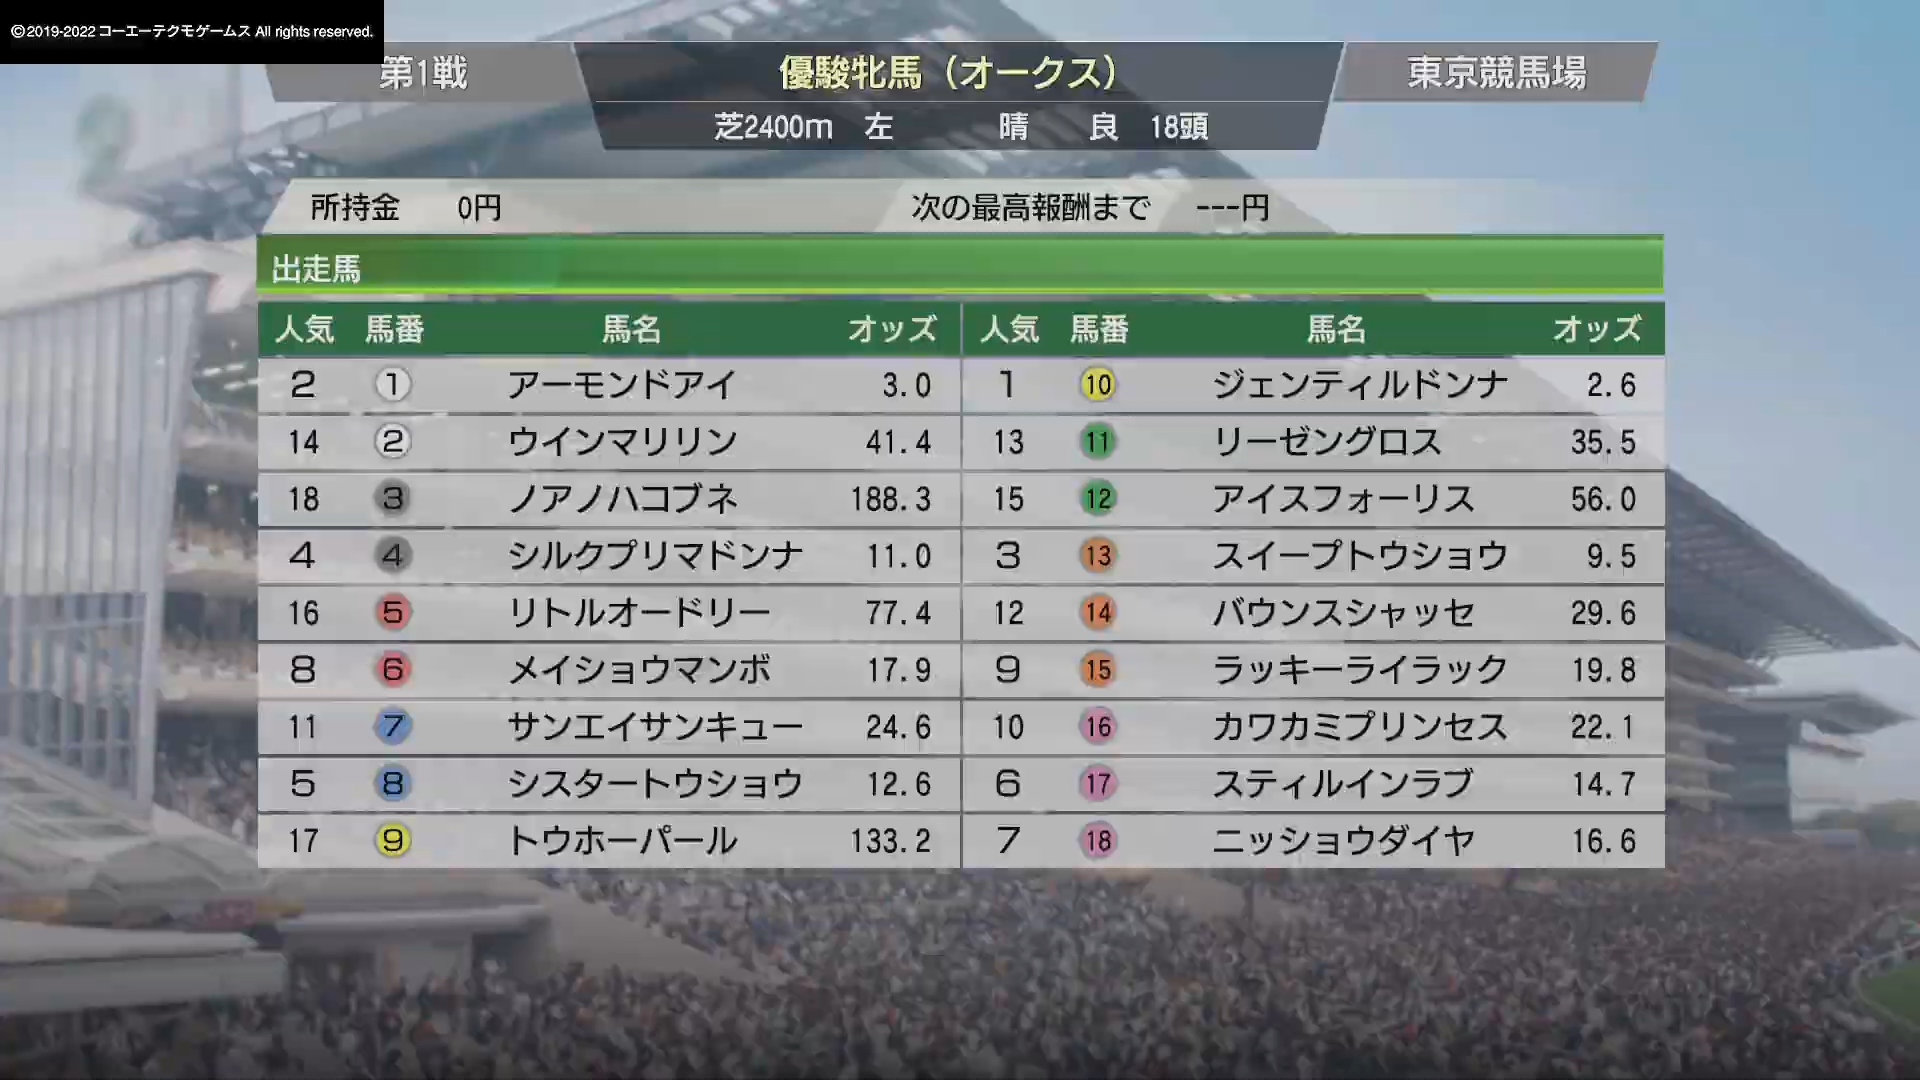 ©2019-2022 コーエーテクモゲームス All rights reserved.
第1戦 優駿牝馬（オークス） 東京競馬場
芝2400m 左 晴 良 18頭
所持金 0円 次の最高報酬まで ---円
出走馬
人気 馬番 馬名 オッズ 人気 馬番 馬名 オッズ
2 1 アーモンドアイ 3.0 1 10 ジェンティルドンナ 2.6
14 2 ウインマリリン 41.4 13 11 リーゼングロス 35.5
18 3 ノアノハコブネ 188.3 15 12 アイスフォーリス 56.0
4 4 シルクプリマドンナ 11.0 3 13 スイープトウショウ 9.5
16 5 リトルオードリー 77.4 12 14 バウンスシャッセ 29.6
8 6 メイショウマンボ 17.9 9 15 ラッキーライラック 19.8
11 7 サンエイサンキュー 24.6 10 16 カワカミプリンセス 22.1
5 8 シスタートウショウ 12.6 6 17 スティルインラブ 14.7
17 9 トウホーパール 133.2 7 18 ニッショウダイヤ 16.6